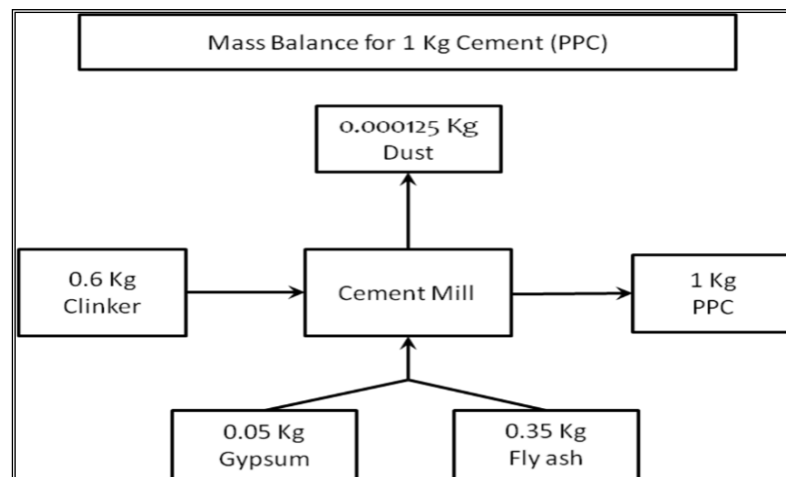 Mass Balance for 1 Kg Cement (PPC)
0.000125 Kg
Dust
0.6 Kg
Clinker
Cement Mill
1 Kg
PPC
0.05 Kg
Gypsum
0.35 Kg
Fly ash